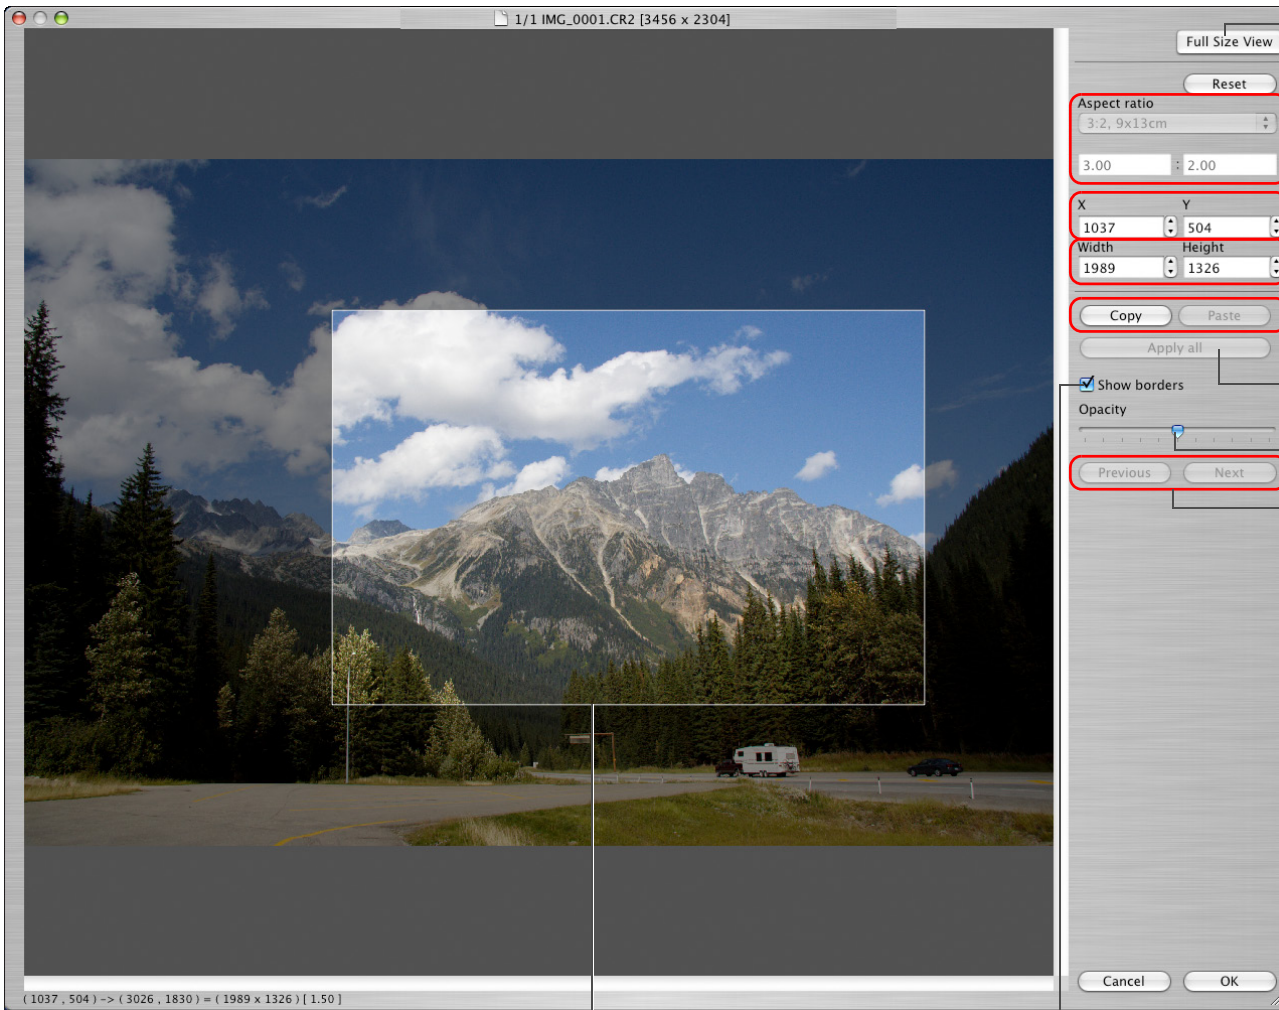 1/1 IMG_0001.CR2 [3456 x 2304]
Full Size View
Reset
Aspect ratio
3:2, 9x13cm
3.00 : 2.00
X Y
1037 504
Width Height
1989 1326
Copy Paste
Apply all
Show borders
Opacity
Previous Next
Cancel OK
( 1037 , 504 ) -> ( 3026 , 1830 ) = ( 1989 x 1326 ) [ 1.50 ]